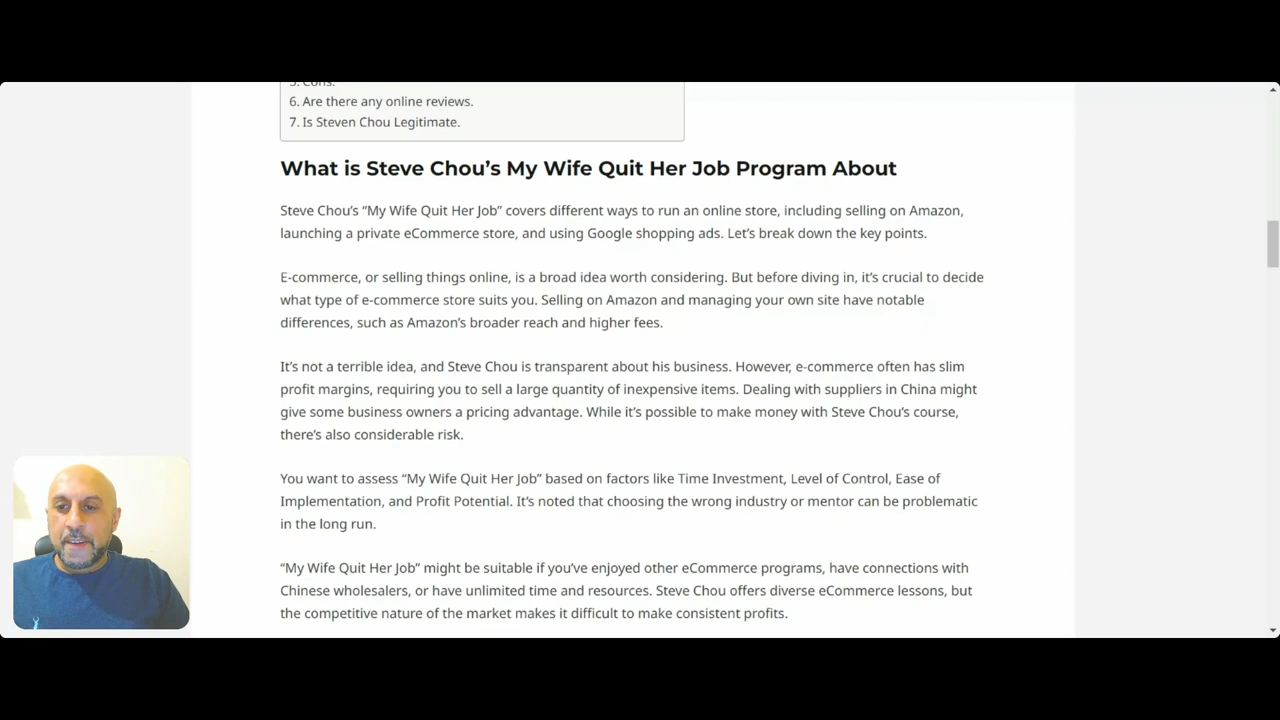 5. Cons.
6. Are there any online reviews.
7. Is Steven Chou Legitimate.
What is Steve Chou’s My Wife Quit Her Job Program About
Steve Chou’s “My Wife Quit Her Job” covers different ways to run an online store, including selling on Amazon,
launching a private eCommerce store, and using Google shopping ads. Let’s break down the key points.
E-commerce, or selling things online, is a broad idea worth considering. But before diving in, it’s crucial to decide
what type of e-commerce store suits you. Selling on Amazon and managing your own site have notable
differences, such as Amazon’s broader reach and higher fees.
It’s not a terrible idea, and Steve Chou is transparent about his business. However, e-commerce often has slim
profit margins, requiring you to sell a large quantity of inexpensive items. Dealing with suppliers in China might
give some business owners a pricing advantage. While it’s possible to make money with Steve Chou’s course,
there’s also considerable risk.
You want to assess “My Wife Quit Her Job” based on factors like Time Investment, Level of Control, Ease of
Implementation, and Profit Potential. It’s noted that choosing the wrong industry or mentor can be problematic
in the long run.
“My Wife Quit Her Job” might be suitable if you’ve enjoyed other eCommerce programs, have connections with
Chinese wholesalers, or have unlimited time and resources. Steve Chou offers diverse eCommerce lessons, but
the competitive nature of the market makes it difficult to make consistent profits.